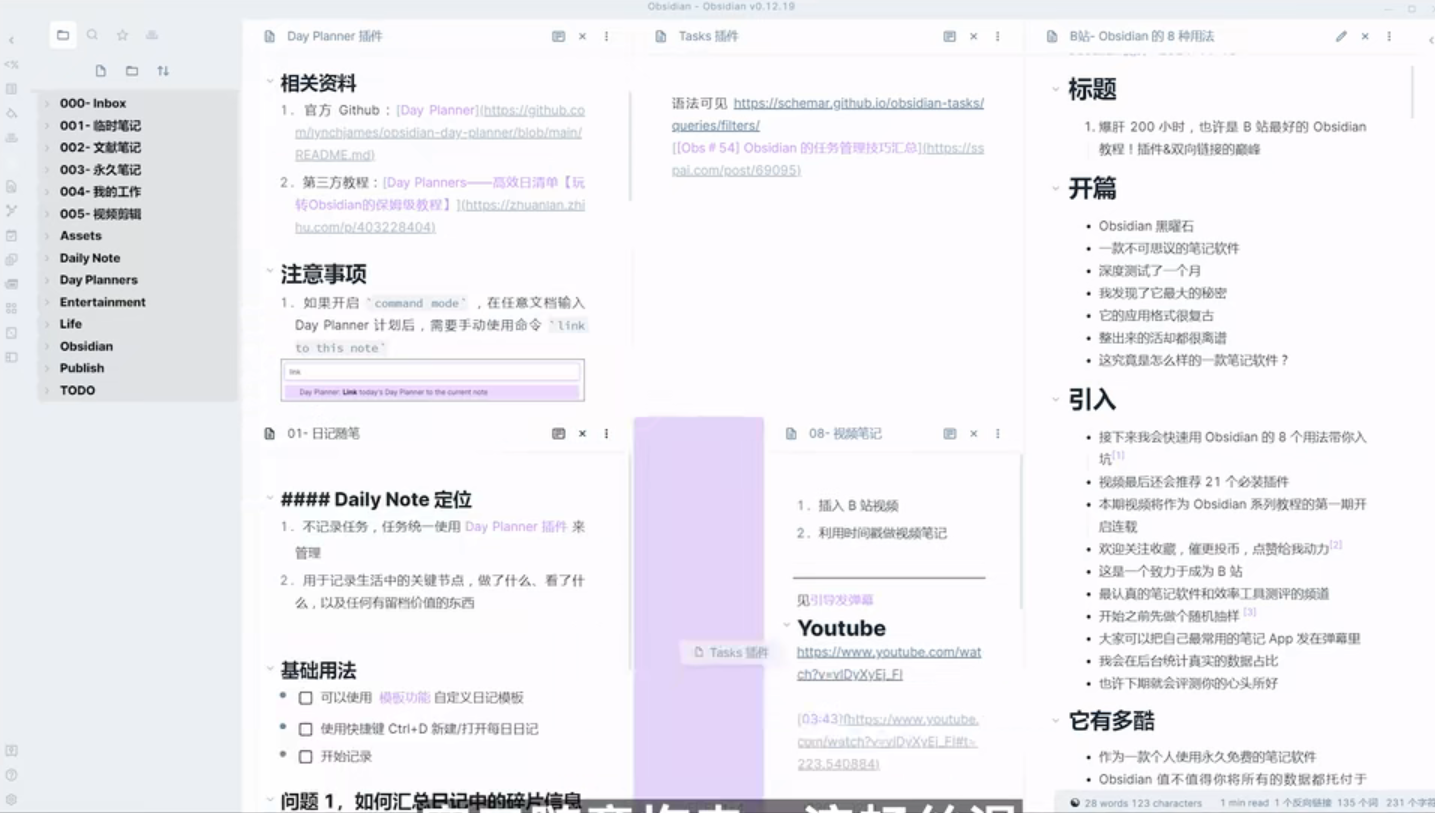 Obsidian - Obsidian v0.12.19
000- Inbox
001- 临时笔记
002- 文献笔记
003- 永久笔记
004- 我的工作
005- 视频剪辑
Assets
Daily Note
Day Planners
Entertainment
Life
Obsidian
Publish
TODO
Day Planner 插件
相关资料
1. 官方 Github：[Day Planner](https://github.co
m/lynchjames/obsidian-day-planner/blob/main/
README.md)
2. 第三方教程：[Day Planners——高效日清单【玩
转Obsidian的保姆级教程】](https://zhuanlan.zhi
hu.com/p/403228404)
注意事项
1. 如果开启 `command mode` ，在任意文档输入
Day Planner 计划后，需要手动使用命令 `link
to this note`
link
Day Planner: Link today's Day Planner to the current note
Tasks 插件
语法可见 https://schemar.github.io/obsidian-tasks/
queries/filters/
[[Obs # 54] Obsidian 的任务管理技巧汇总](https://ss
pai.com/post/69095)
01- 日记随笔
#### Daily Note 定位
1. 不记录任务，任务统一使用 Day Planner 插件 来
管理
2. 用于记录生活中的关键节点，做了什么、看了什
么，以及任何有留档价值的东西
基础用法
可以使用 模板功能 自定义日记模板
使用快捷键 Ctrl+D 新建/打开每日日记
开始记录
问题 1，如何汇总日记中的碎片信息
Tasks 插件
08- 视频笔记
1. 插入 B 站视频
2. 利用时间戳做视频笔记
见引导发弹幕
Youtube
https://www.youtube.com/wat
ch?v=vIDyXyEj_FI
[03:43](https://www.youtube.
com/watch?v=vIDyXyEj_FI#t=
223.540884)
B站- Obsidian 的 8 种用法
标题
1. 爆肝 200 小时，也许是 B 站最好的 Obsidian
教程！插件&双向链接的巅峰
开篇
• Obsidian 黑曜石
• 一款不可思议的笔记软件
• 深度测试了一个月
• 我发现了它最大的秘密
• 它的应用格式很复古
• 整出来的活却都很离谱
• 这究竟是怎么样的一款笔记软件？
引入
• 接下来我会快速用 Obsidian 的 8 个用法带你入
坑[1]
• 视频最后还会推荐 21 个必装插件
• 本期视频将作为 Obsidian 系列教程的第一期开
启连载
• 欢迎关注收藏，催更投币，点赞给我动力[2]
• 这是一个致力于成为 B 站
• 最认真的笔记软件和效率工具测评的频道
• 开始之前先做个随机抽样 [3]
• 大家可以把自己最常用的笔记 App 发在弹幕里
• 我会在后台统计真实的数据占比
• 也许下期就会评测你的心头所好
它有多酷
• 作为一款个人使用永久免费的笔记软件
• Obsidian 值不值得你将所有的数据都托付于
28 words 123 characters 1 min read 1 个反向链接 135 个词 231 个字符